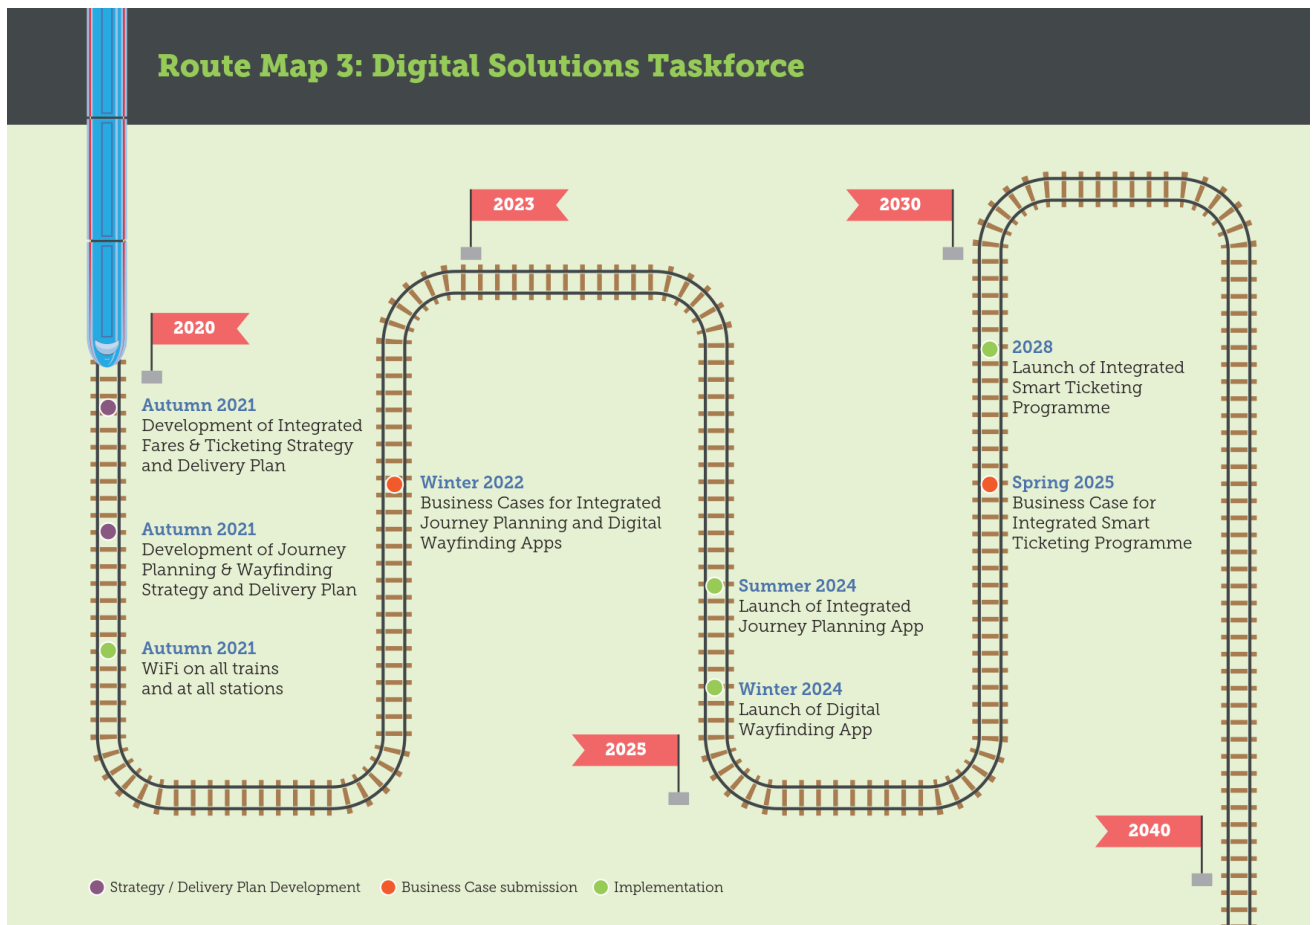 Route Map 3: Digital Solutions Taskforce
2020
Autumn 2021
Development of Integrated
Fares & Ticketing Strategy
and Delivery Plan
Autumn 2021
Development of Journey
Planning & Wayfinding
Strategy and Delivery Plan
Autumn 2021
WiFi on all trains
and at all stations
Winter 2022
Business Cases for Integrated
Journey Planning and Digital
Wayfinding Apps
2023
Summer 2024
Launch of Integrated
Journey Planning App
Winter 2024
Launch of Digital
Wayfinding App
2025
Spring 2025
Business Case for
Integrated Smart
Ticketing Programme
2028
Launch of Integrated
Smart Ticketing
Programme
2030
2040
Strategy / Delivery Plan Development
Business Case submission
Implementation